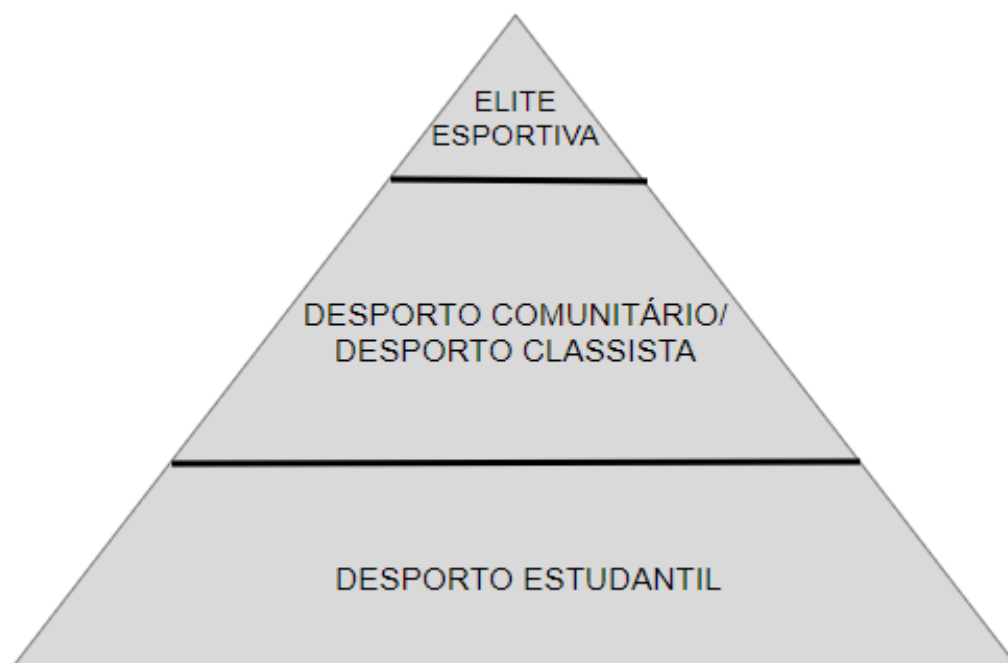 ELITE
ESPORTIVA
DESPORTO COMUNITÁRIO/
DESPORTO CLASSISTA
DESPORTO ESTUDANTIL